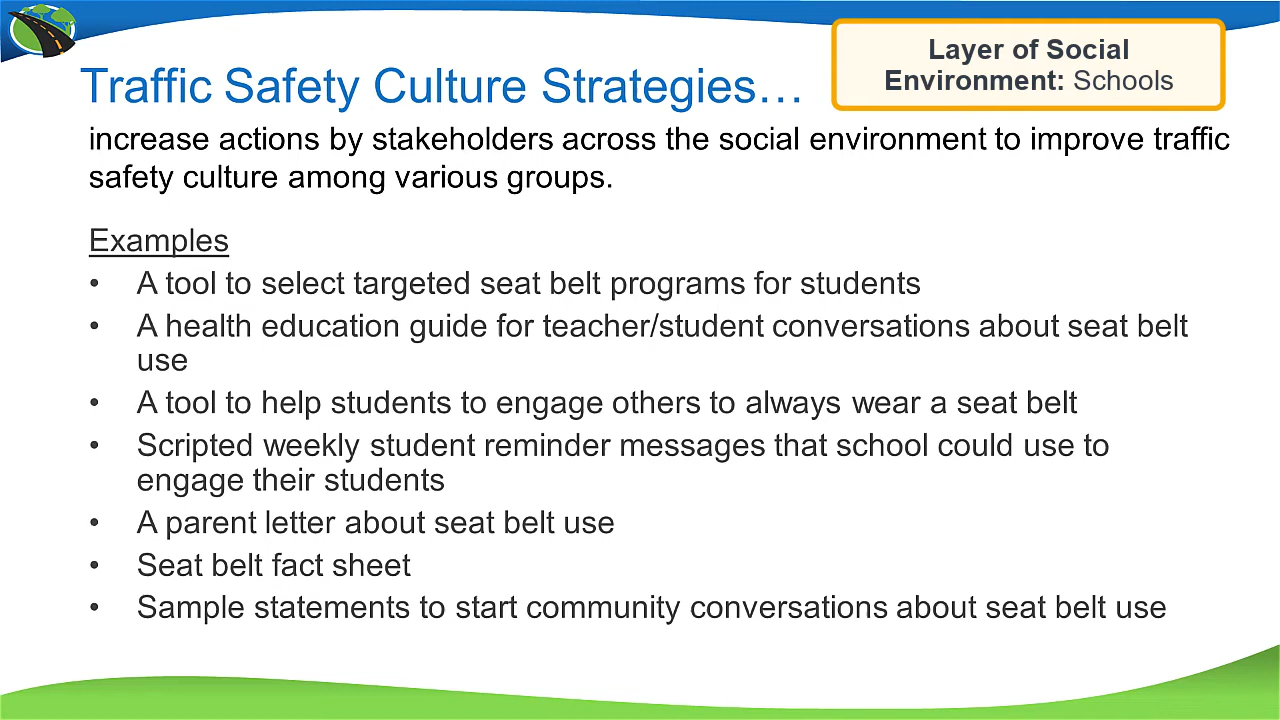 Layer of Social
Environment: Schools
Traffic Safety Culture Strategies…
increase actions by stakeholders across the social environment to improve traffic
safety culture among various groups.
Examples
• A tool to select targeted seat belt programs for students
• A health education guide for teacher/student conversations about seat belt
use
• A tool to help students to engage others to always wear a seat belt
• Scripted weekly student reminder messages that school could use to
engage their students
• A parent letter about seat belt use
• Seat belt fact sheet
• Sample statements to start community conversations about seat belt use